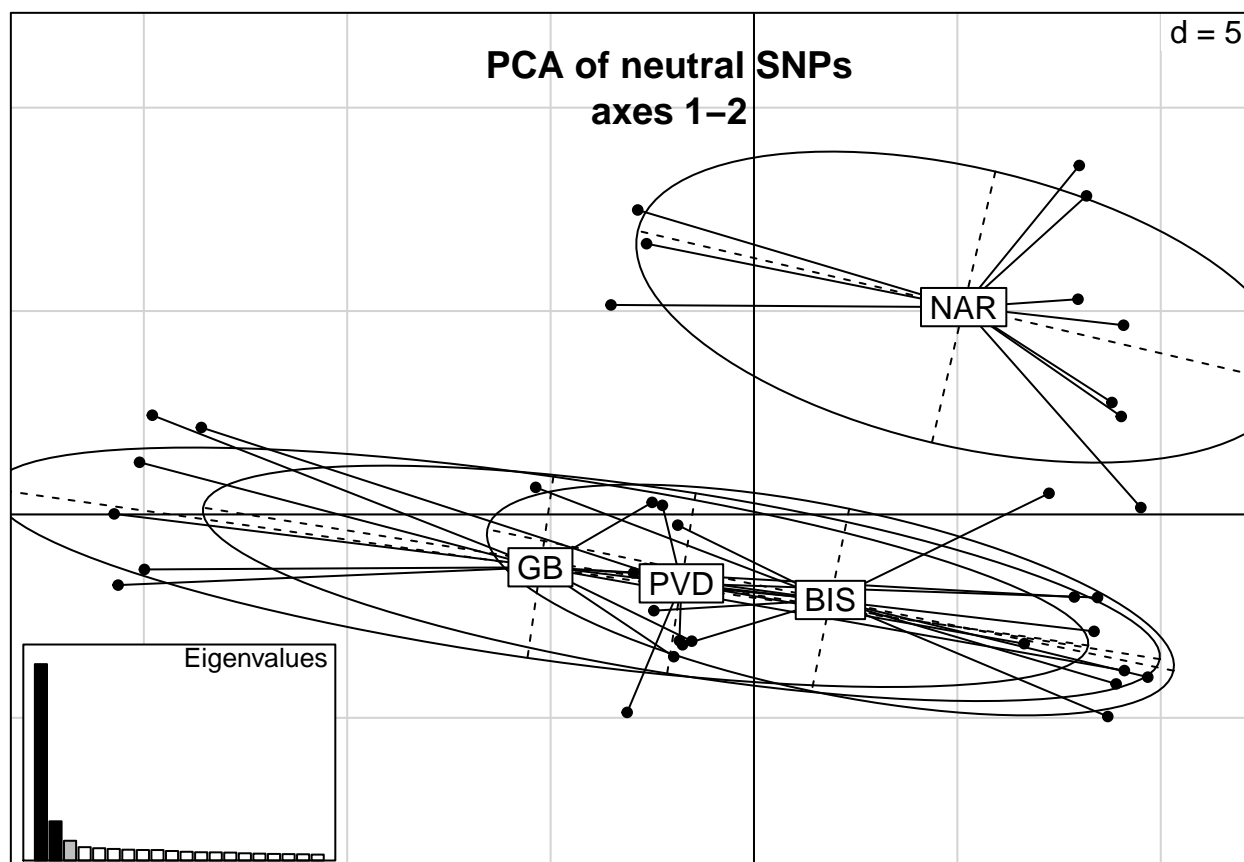 d = 5
PCA of neutral SNPs
axes 1−2
NAR
GB
PVD
BIS
Eigenvalues